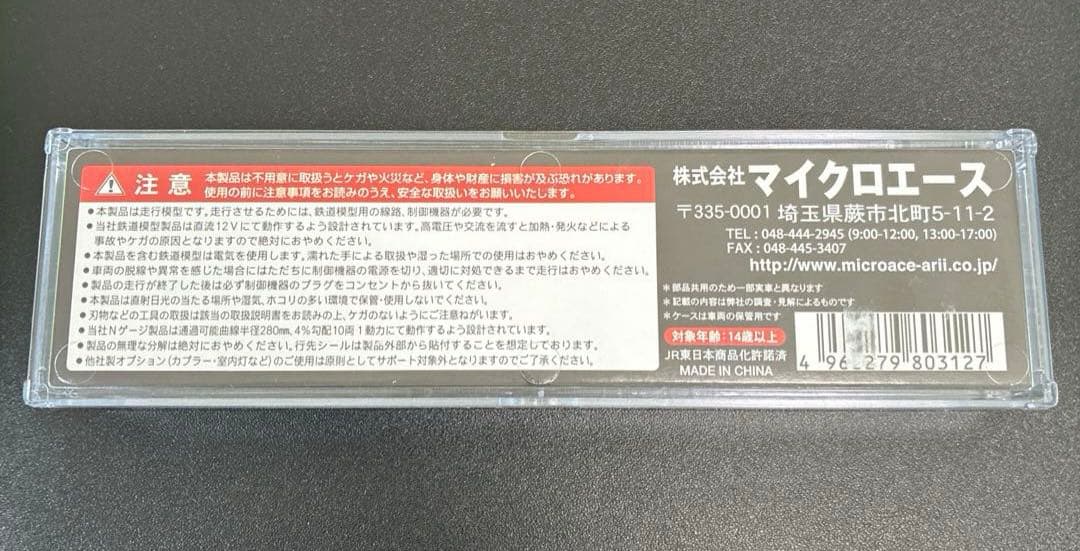 注意 本製品は不用意に取扱うとケガや火災など、身体や財産に損害が及ぶ恐れがあります。
使用の前に注意事項をお読みのうえ、安全な取扱いをお願いいたします。
●本製品は走行模型です。走行させるためには、鉄道模型用の線路、制御機器が必要です。
●当社鉄道模型製品は直流12Vにて動作するよう設計されています。高電圧や交流を流すと加熱・発火などによる
事故やケガの原因となりますので絶対におやめください。
●本製品を含む鉄道模型は電気を使用します。濡れた手による取扱や湿った場所での使用はおやめください。
●車両の脱線や異常を感じた場合にはただちに制御機器の電源を切り、適切に対処できるまで走行はおやめください。
●製品の走行が終了した後は必ず制御機器のプラグをコンセントから抜いてください。
●本製品は直射日光の当たる場所や湿気、ホコリの多い環境で保管・使用しないでください。
●刃物などの工具の取扱は該当の取扱説明書をお読みの上、ケガのないようにご注意ねがいます。
●当社Nゲージ製品は通過可能曲線半径280mm、4%勾配10両1動力にて動作するよう設計されています。
●製品の無理な分解は絶対におやめください。行先シールは製品外部から貼付することを想定しております。
●他社製オプション(カプラー・室内灯など)のご使用は原則としてサポート対象外となりますのでご了承ください。
株式会社 マイクロエース
〒335-0001 埼玉県蕨市北町5-11-2
TEL : 048-444-2945 (9:00-12:00, 13:00-17:00)
FAX : 048-445-3407
http://www.microace-arii.co.jp/
*部品共用のため一部実車と異なります
*記載の内容は弊社の調査・見解によるものです
*ケースは車両の保管用です
対象年齢:14歳以上
JR東日本商品化許諾済
MADE IN CHINA
4 96 279 803127